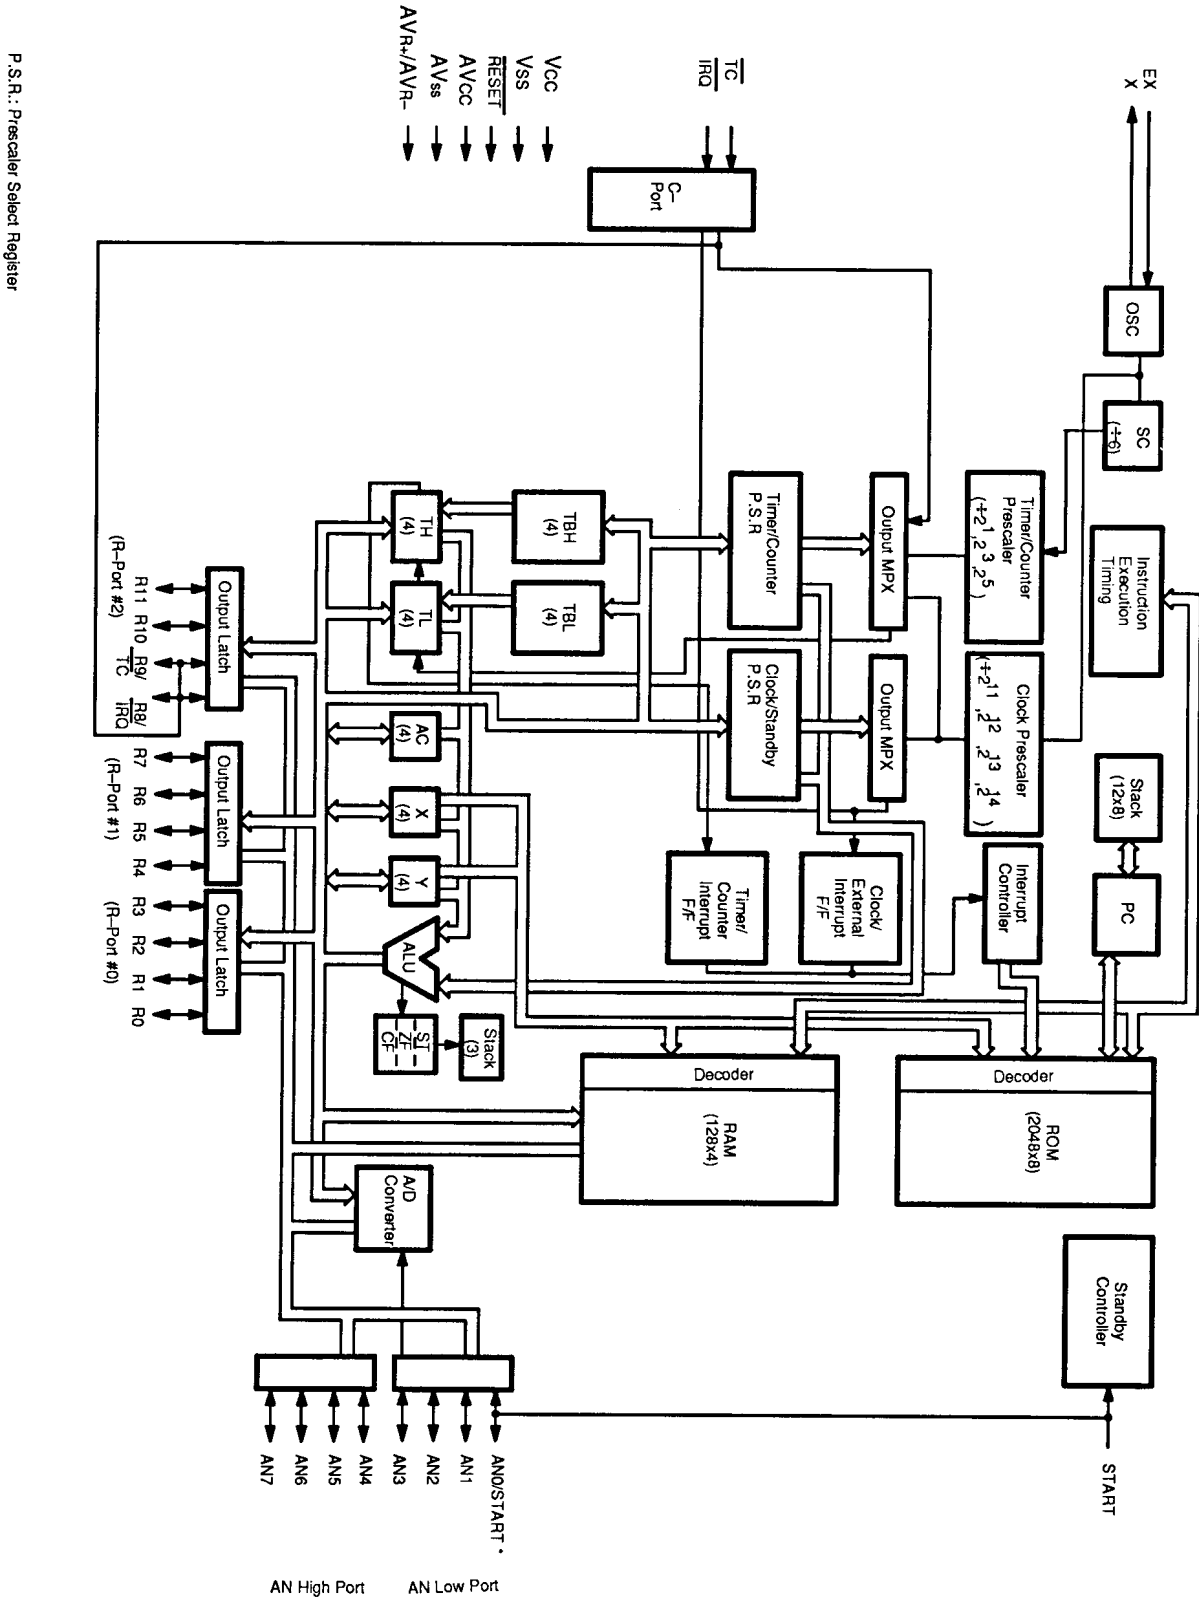 EX
X
OSC
SC
(÷6)
Instruction
Execution
Timing
Stack
(12x8)
PC
ROM
(2048x8)
Decoder
Standby
Controller
START
Timer/Counter
Prescaler
(÷2¹, 2³, 2⁵)
Clock Prescaler
(÷2¹¹, 2¹², 2¹³, 2¹⁴)
Interrupt
Controller
Output MPX
Output MPX
Clock/
External
Interrupt
F/F
Timer/Counter
P.S.R
Clock/Standby
P.S.R
Timer/
Counter
Interrupt
F/F
Decoder
RAM
(128x4)
TC
IRQ
C–
Port
VCC
VSS
RESET
AVCC
AVss
AVR+/AVR–
TBH
(4)
TBL
(4)
TH
(4)
TL
(4)
AC
(4)
X
(4)
Y
(4)
ALU
ST
ZF
CF
Stack
(3)
A/D
Converter
Output Latch
Output Latch
Output Latch
R11
R10
R9/
TC
R8/
IRQ
R7
R6
R5
R4
R3
R2
R1
R0
(R–Port #2)
(R–Port #1)
(R–Port #0)
AN0/START *
AN1
AN2
AN3
AN4
AN5
AN6
AN7
AN High Port
AN Low Port
P.S.R.: Prescaler Select Register